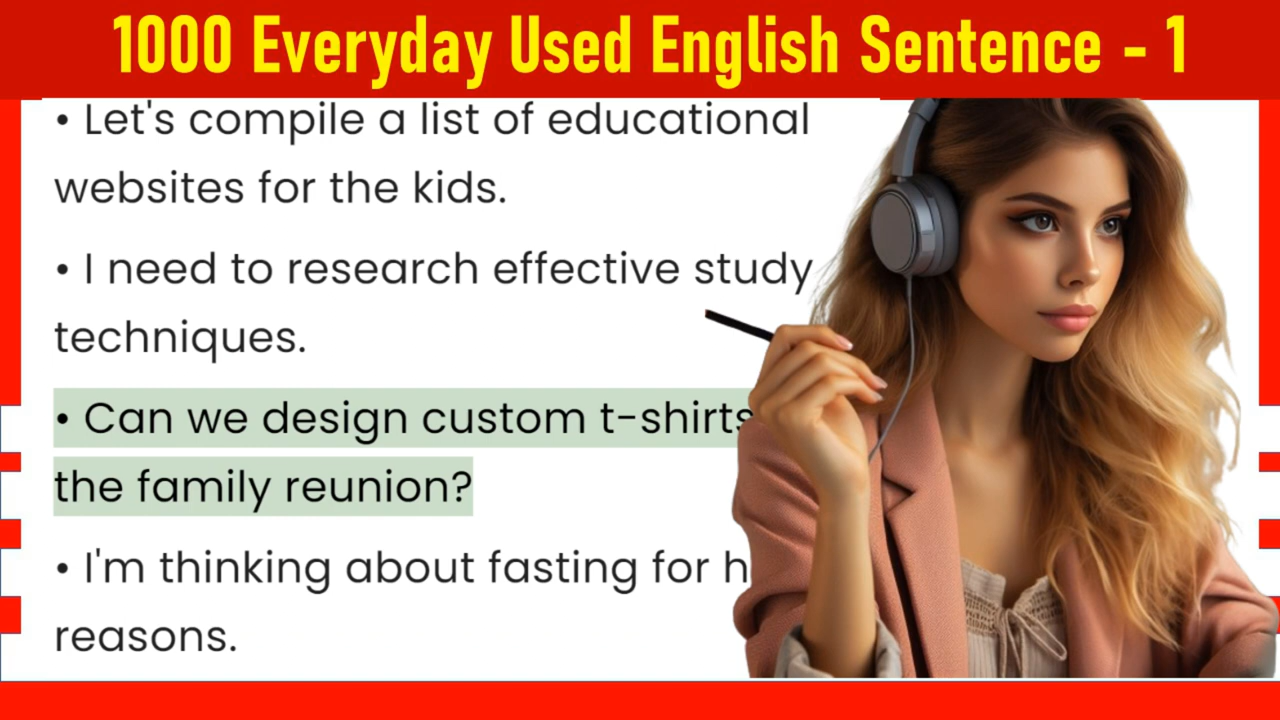 1000 Everyday Used English Sentence - 1
• Let's compile a list of educational
websites for the kids.
• I need to research effective study
techniques.
• Can we design custom t-shirts
the family reunion?
• I'm thinking about fasting for
reasons.